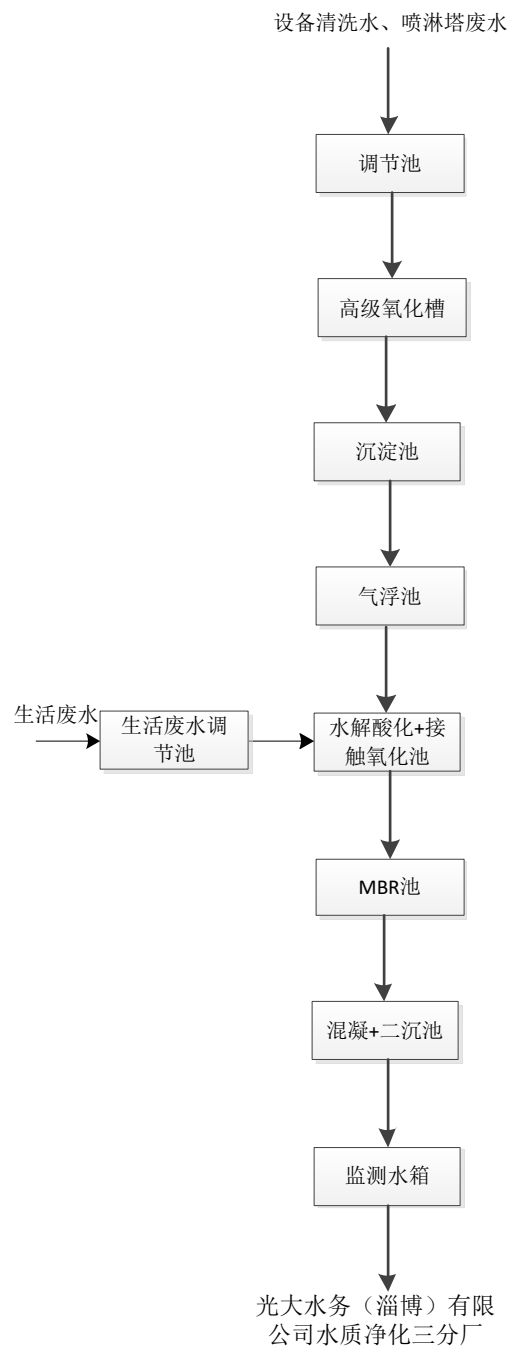 设备清洗水、喷淋塔废水
调节池
高级氧化槽
沉淀池
气浮池
生活废水
生活废水调
节池
水解酸化+接
触氧化池
MBR池
混凝+二沉池
监测水箱
光大水务（淄博）有限
公司水质净化三分厂